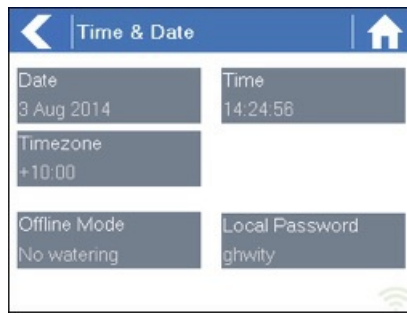 Time & Date
Date
3 Aug 2014
Time
14:24:56
Timezone
+10:00
Offline Mode
No watering
Local Password
ghwity